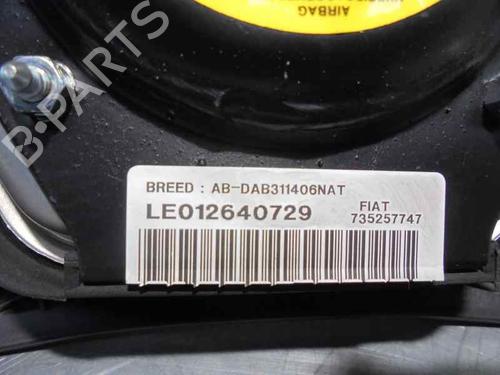 AIRBAG
B-PARTS
BREED : AB-DAB311406NAT
LE012640729
FIAT
735257747